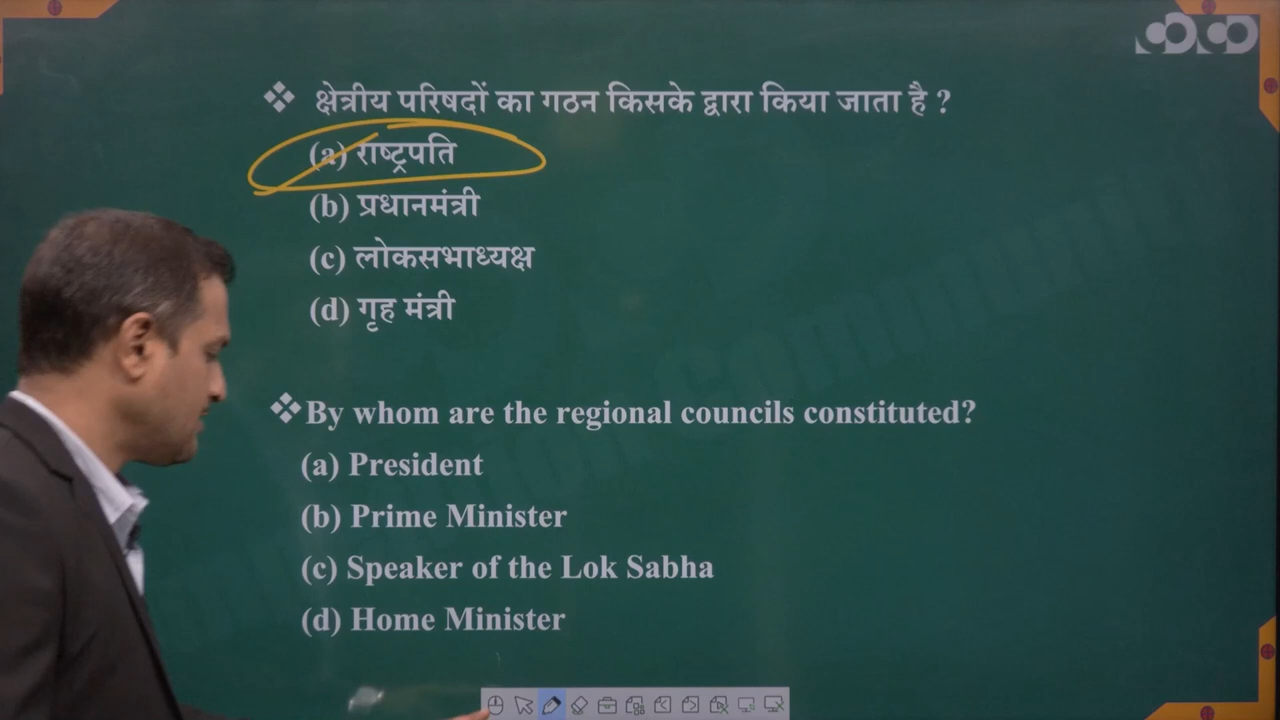 ❖ क्षेत्रीय परिषदों का गठन किसके द्वारा किया जाता है ?
(a) राष्ट्रपति
(b) प्रधानमंत्री
(c) लोकसभाध्यक्ष
(d) गृह मंत्री
❖By whom are the regional councils constituted?
(a) President
(b) Prime Minister
(c) Speaker of the Lok Sabha
(d) Home Minister